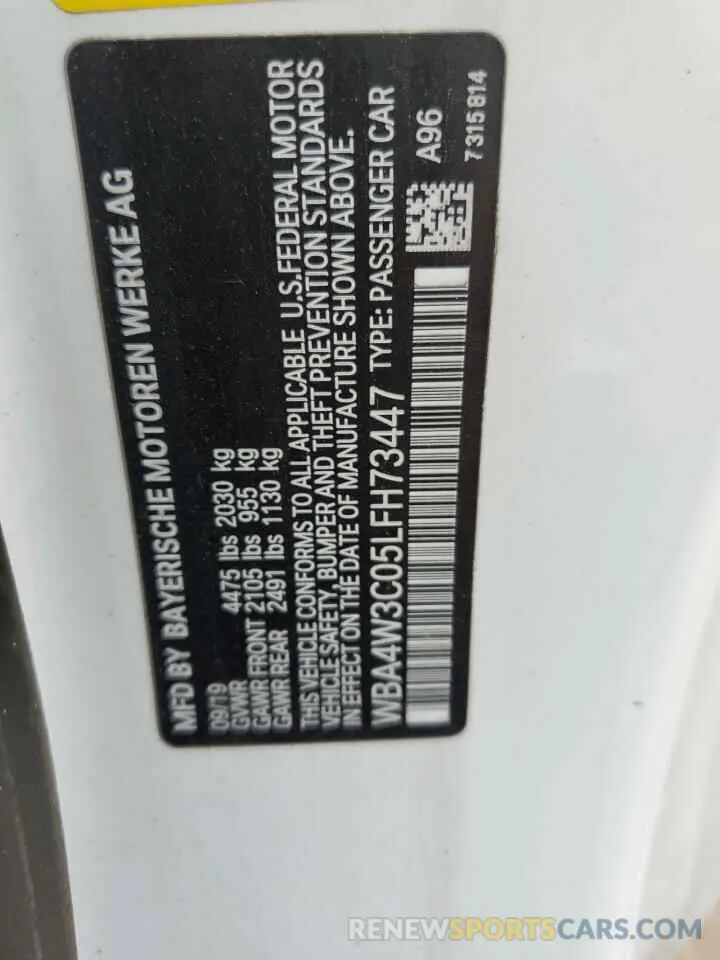 MFD BY BAYERISCHE MOTOREN WERKE AG
09/19
GVWR 4475 lbs 2030 kg
GAWR FRONT 2105 lbs 955 kg
GAWR REAR 2491 lbs 1130 kg
THIS VEHICLE CONFORMS TO ALL APPLICABLE U.S.FEDERAL MOTOR
VEHICLE SAFETY, BUMPER AND THEFT PREVENTION STANDARDS
IN EFFECT ON THE DATE OF MANUFACTURE SHOWN ABOVE.
WBA4W3C05LFH73447 TYPE: PASSENGER CAR
A96
7315814
RENEWSPORTSCARS.COM